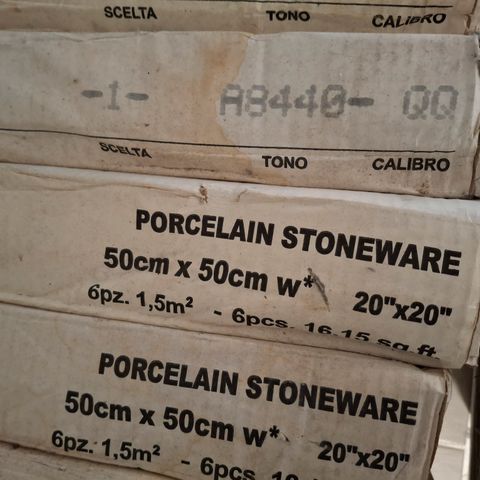 SCELTA TONO CALIBRO
-1- A8440- QQ
SCELTA TONO CALIBRO
PORCELAIN STONEWARE
50cm x 50cm w* 20"x20"
6pz. 1,5m² - 6pcs. 16.15 sq.ft.
PORCELAIN STONEWARE
50cm x 50cm w* 20"x20"
6pz. 1,5m² - 6pcs.